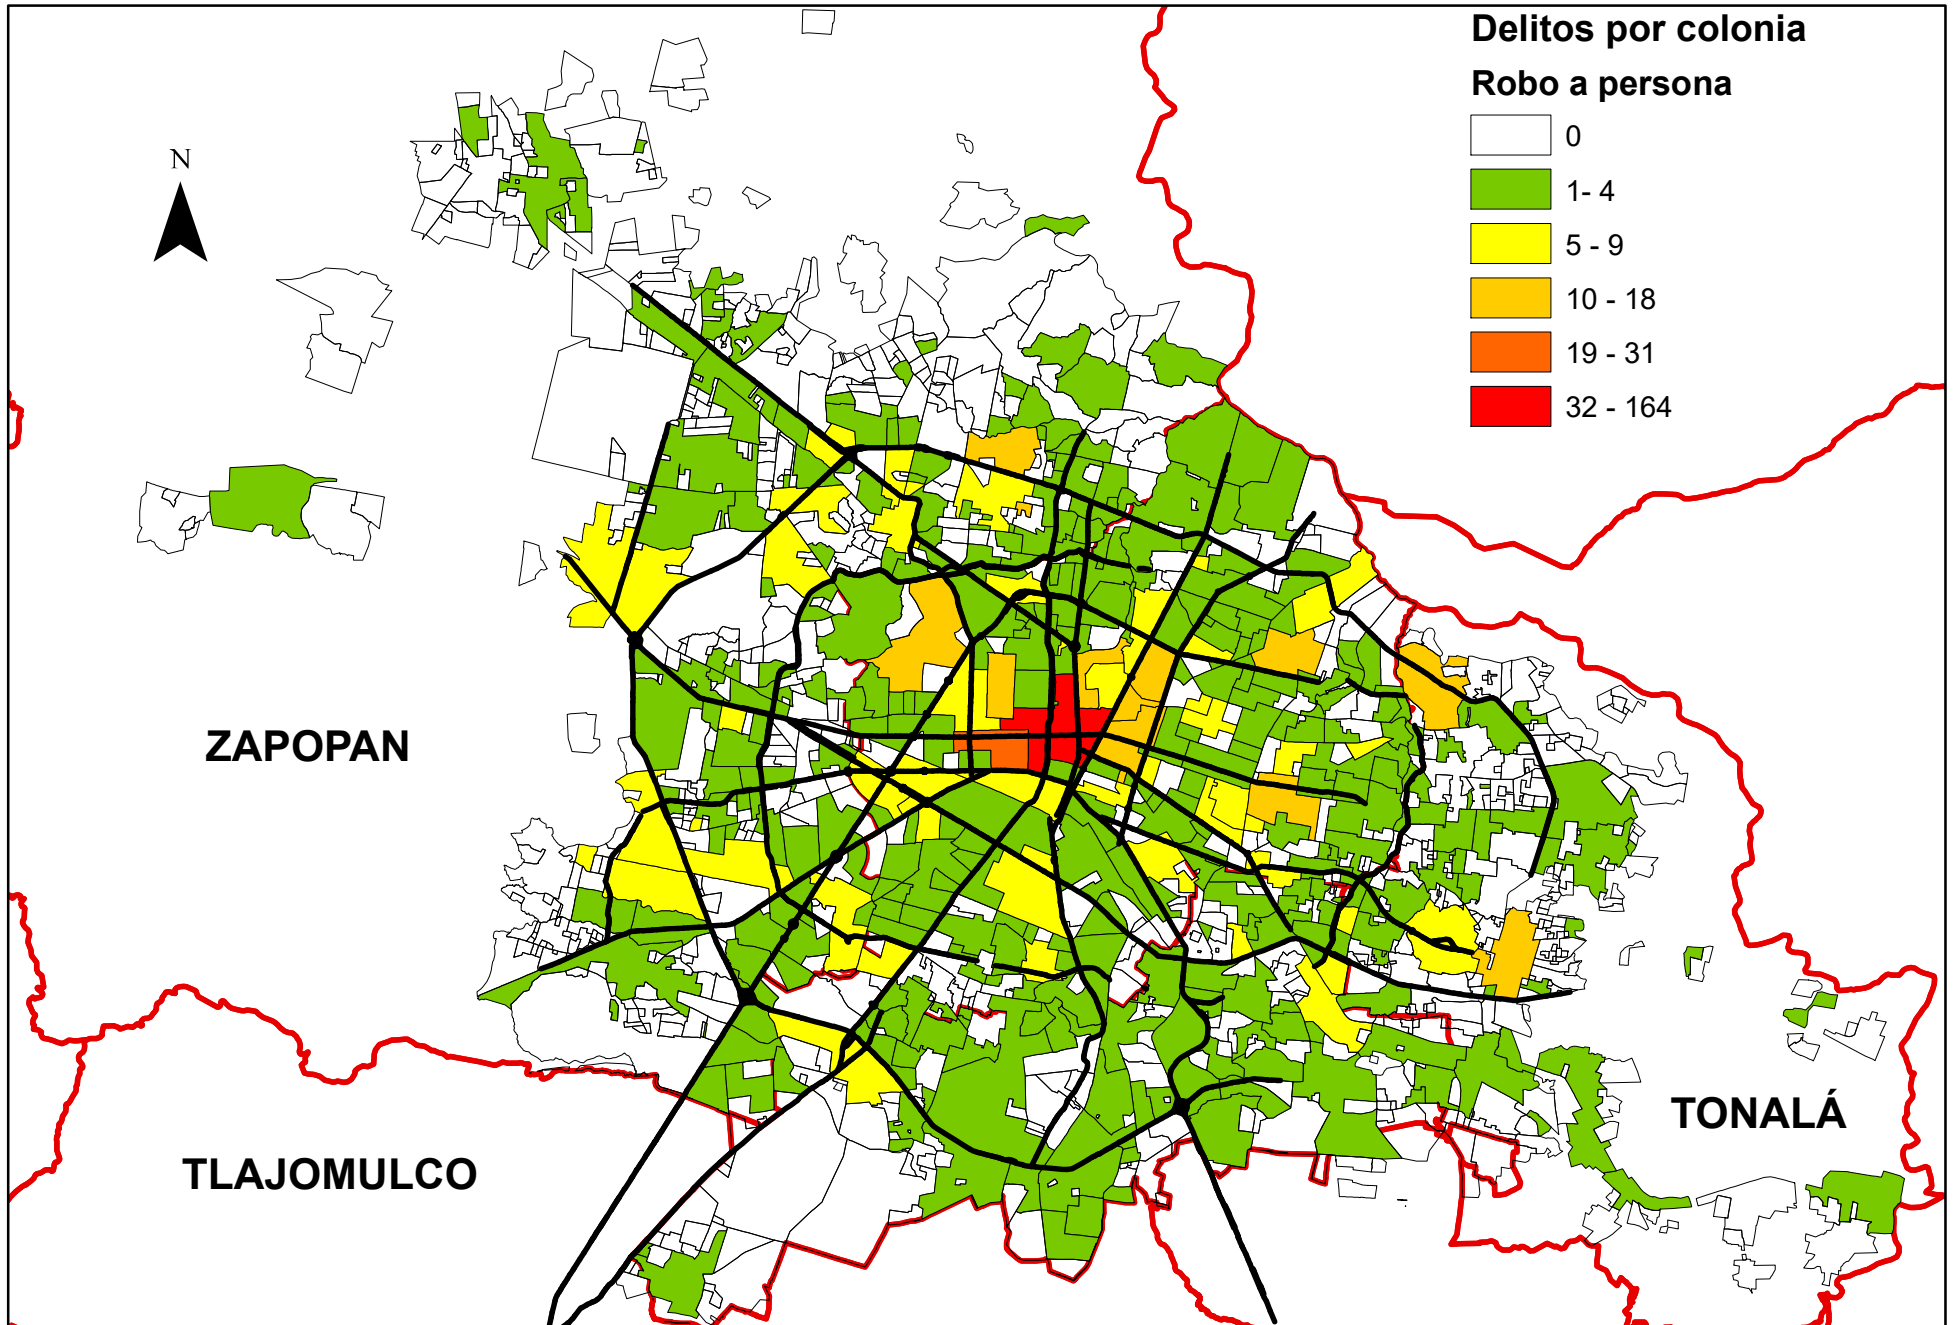 Delitos por colonia
Robo a persona
0
1- 4
5 - 9
10 - 18
19 - 31
32 - 164
N
ZAPOPAN
TONALÁ
TLAJOMULCO